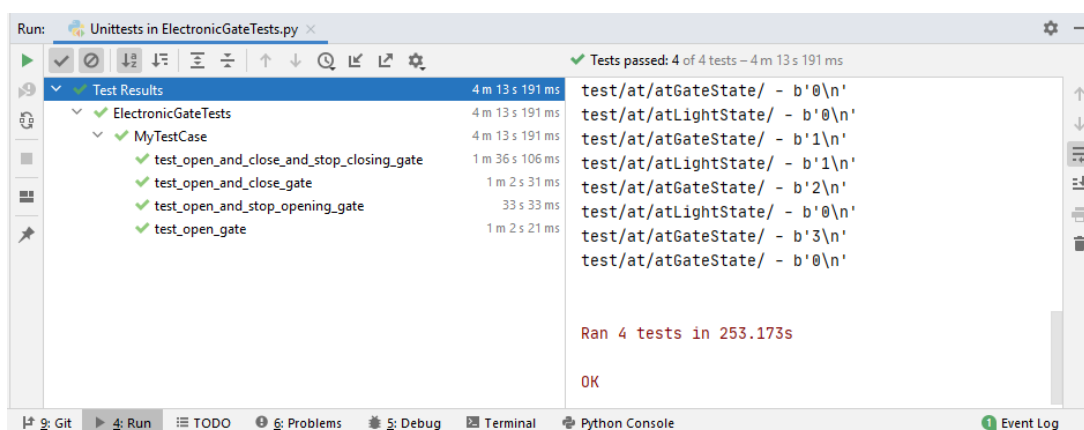 Run: Unittests in ElectronicGateTests.py
Tests passed: 4 of 4 tests – 4 m 13 s 191 ms
Test Results 4 m 13 s 191 ms
ElectronicGateTests 4 m 13 s 191 ms
MyTestCase 4 m 13 s 191 ms
test_open_and_close_and_stop_closing_gate 1 m 36 s 106 ms
test_open_and_close_gate 1 m 2 s 31 ms
test_open_and_stop_opening_gate 33 s 33 ms
test_open_gate 1 m 2 s 21 ms
test/at/atGateState/ - b'0\n'
test/at/atLightState/ - b'0\n'
test/at/atGateState/ - b'1\n'
test/at/atLightState/ - b'1\n'
test/at/atGateState/ - b'2\n'
test/at/atLightState/ - b'0\n'
test/at/atGateState/ - b'3\n'
test/at/atGateState/ - b'0\n'
Ran 4 tests in 253.173s
OK
9: Git 4: Run TODO 6: Problems 5: Debug Terminal Python Console 1 Event Log